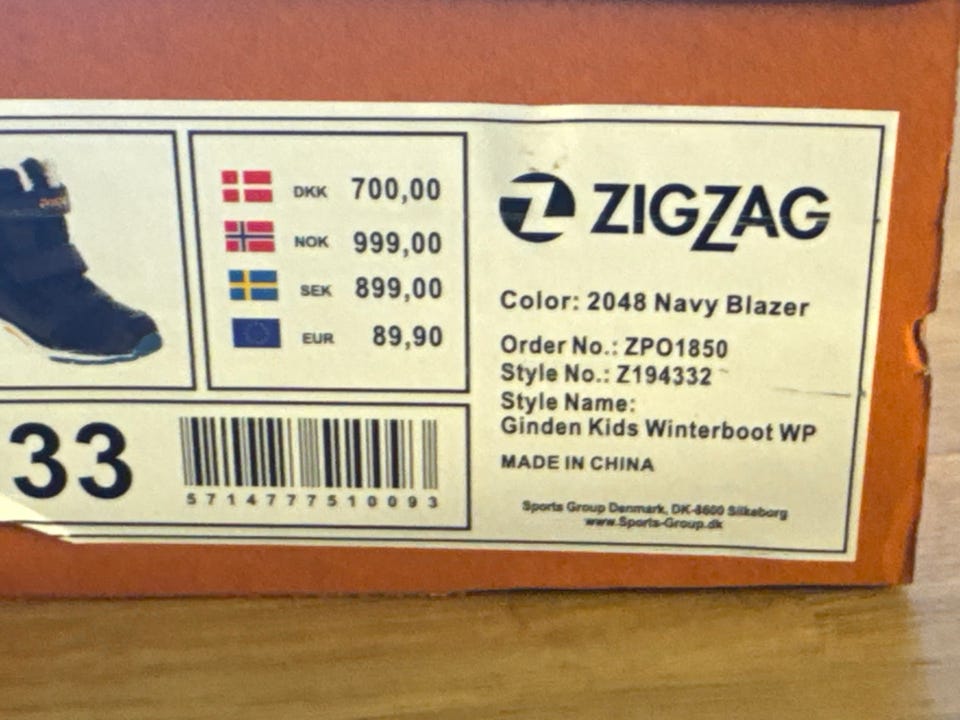 DKK 700,00
NOK 999,00
SEK 899,00
EUR 89,90
33
5714777510093
ZIGZAG
Color: 2048 Navy Blazer
Order No.: ZPO1850
Style No.: Z194332
Style Name:
Ginden Kids Winterboot WP
MADE IN CHINA
Sports Group Denmark, DK-8600 Silkeborg
www.Sports-Group.dk